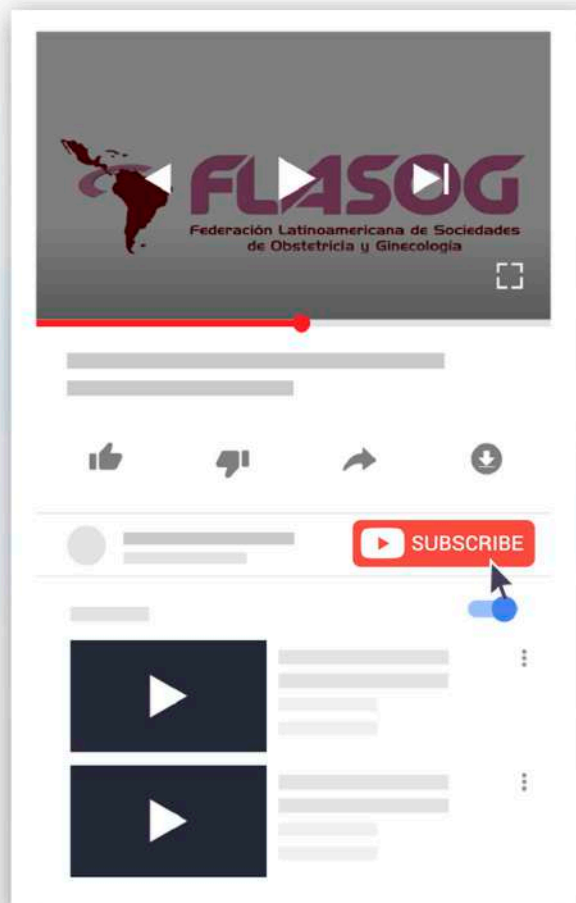 FLASOG
Federación Latinoamericana de Sociedades
de Obstetricia y Ginecología
SUBSCRIBE